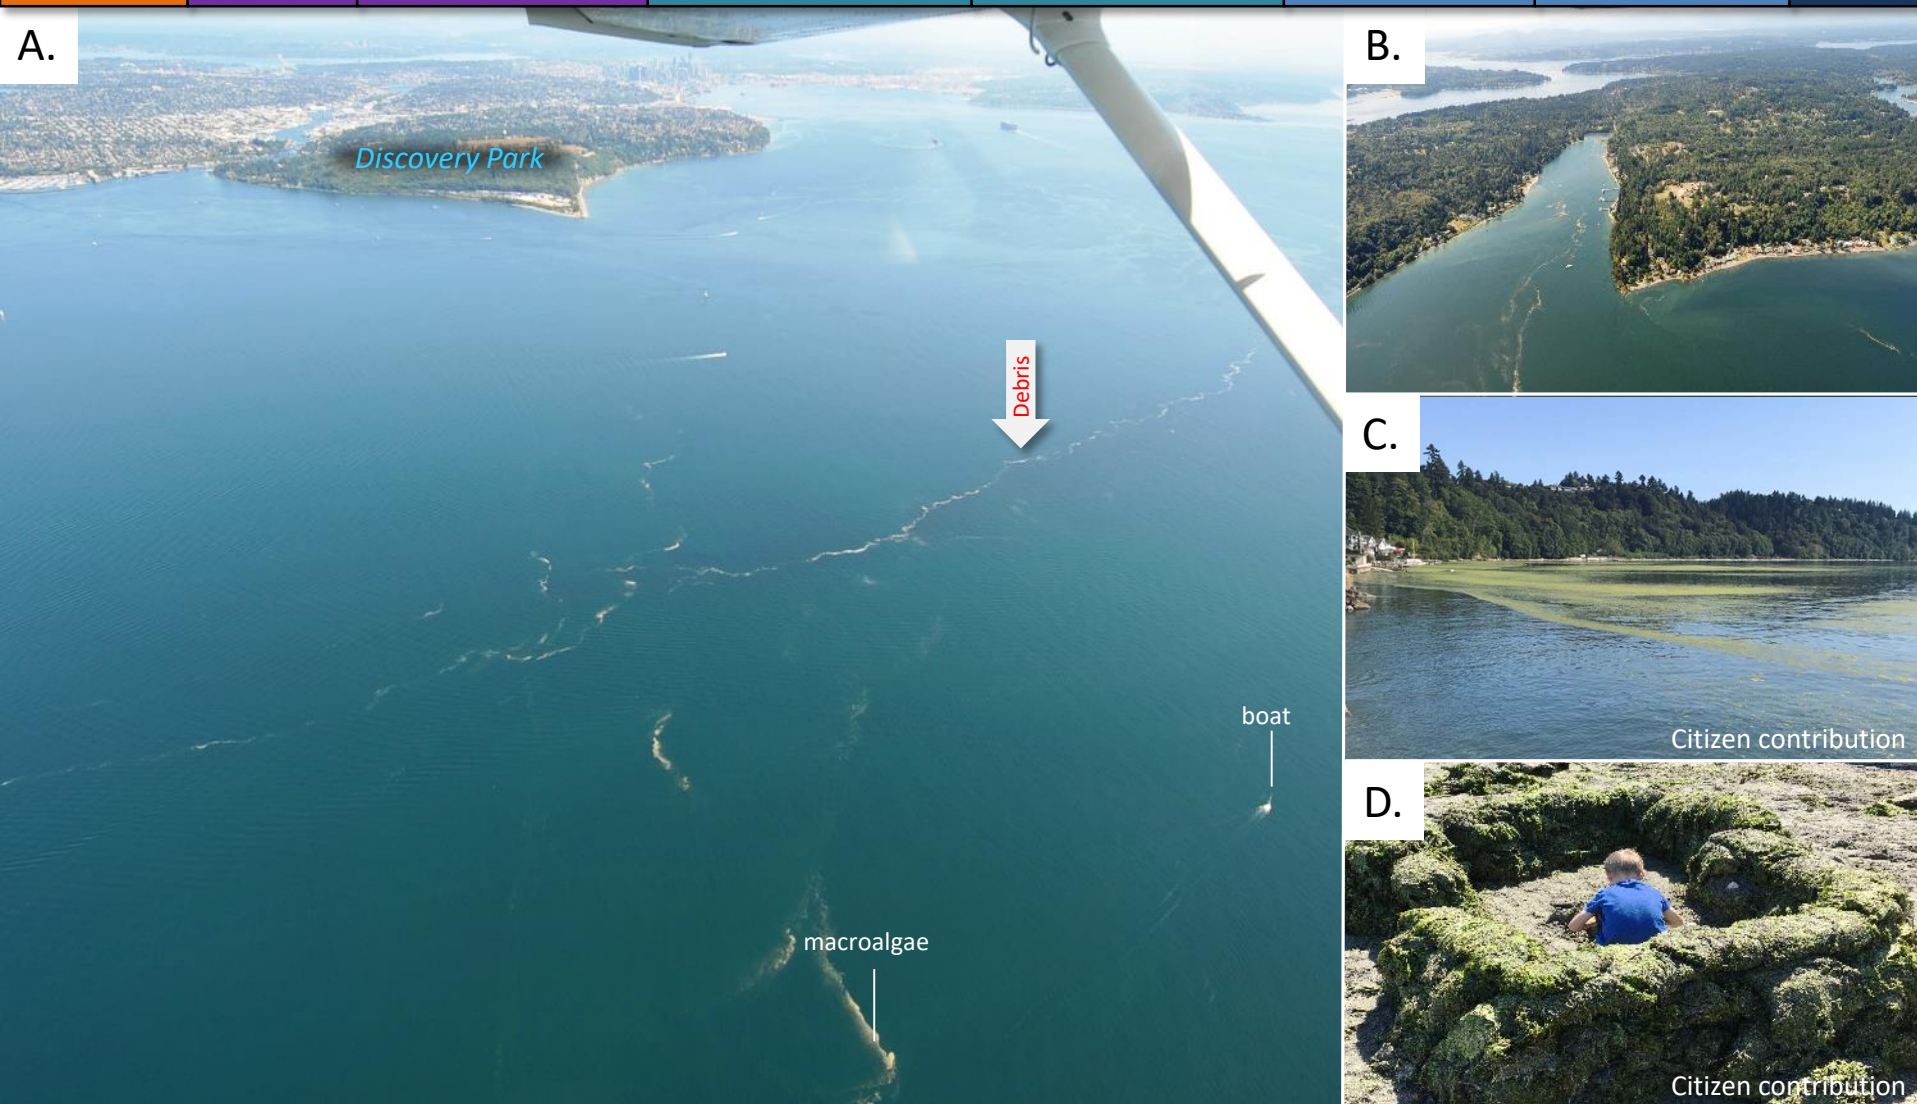 A.
Discovery Park
Debris
boat
macroalgae
B.
C.
Citizen contribution
D.
Citizen contribution